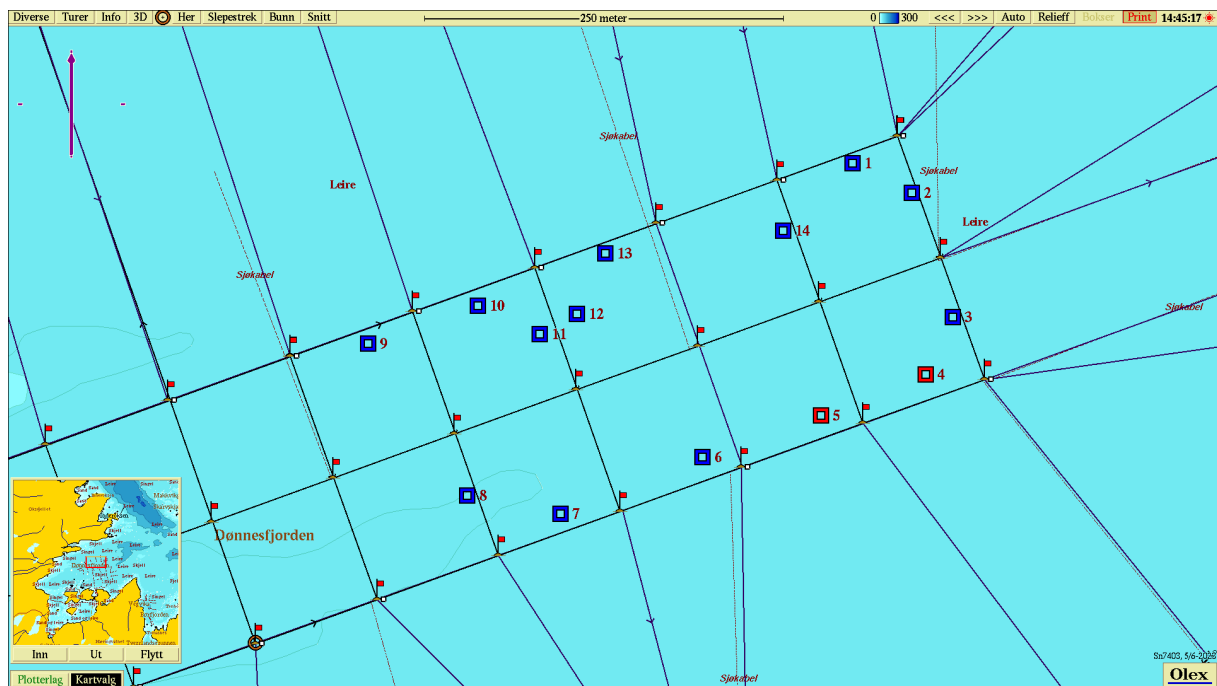 Diverse Turer Info 3D Her Slepestrek Bunn Snitt 250 meter 0 300 <<< >>> Auto Relieff Bokser Print 14:45:17
Sjøkabel
1
Sjøkabel
Leire
2
Leire
14
13
Sjøkabel
10
12
3
Sjøkabel
11
9
4
5
6
8
7
Dønnesfjorden
Inn Ut Flytt
Sjøkabel
Plotterlag Kartvalg
Olex